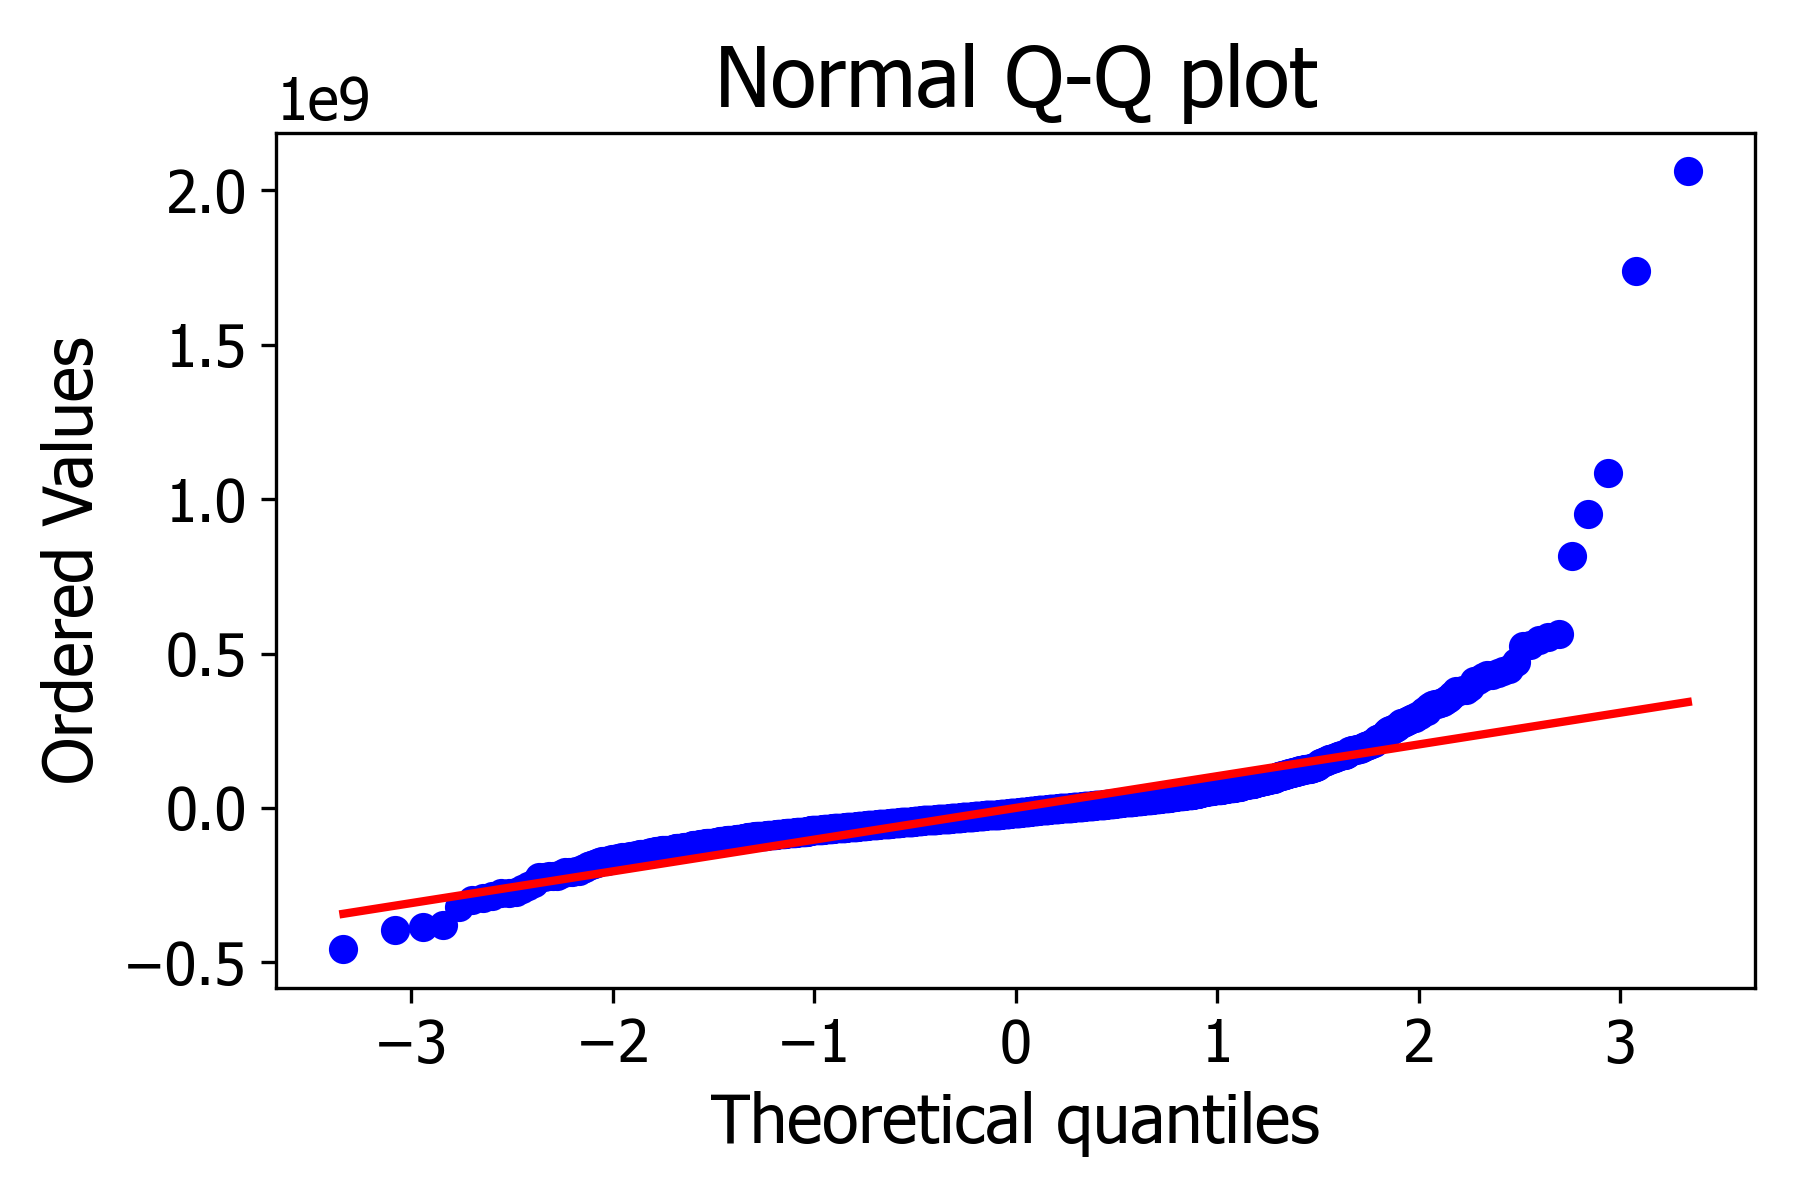 Normal Q-Q plot
1e9
2.0
1.5
1.0
0.5
0.0
−0.5
Ordered Values
−3 −2 −1 0 1 2 3
Theoretical quantiles